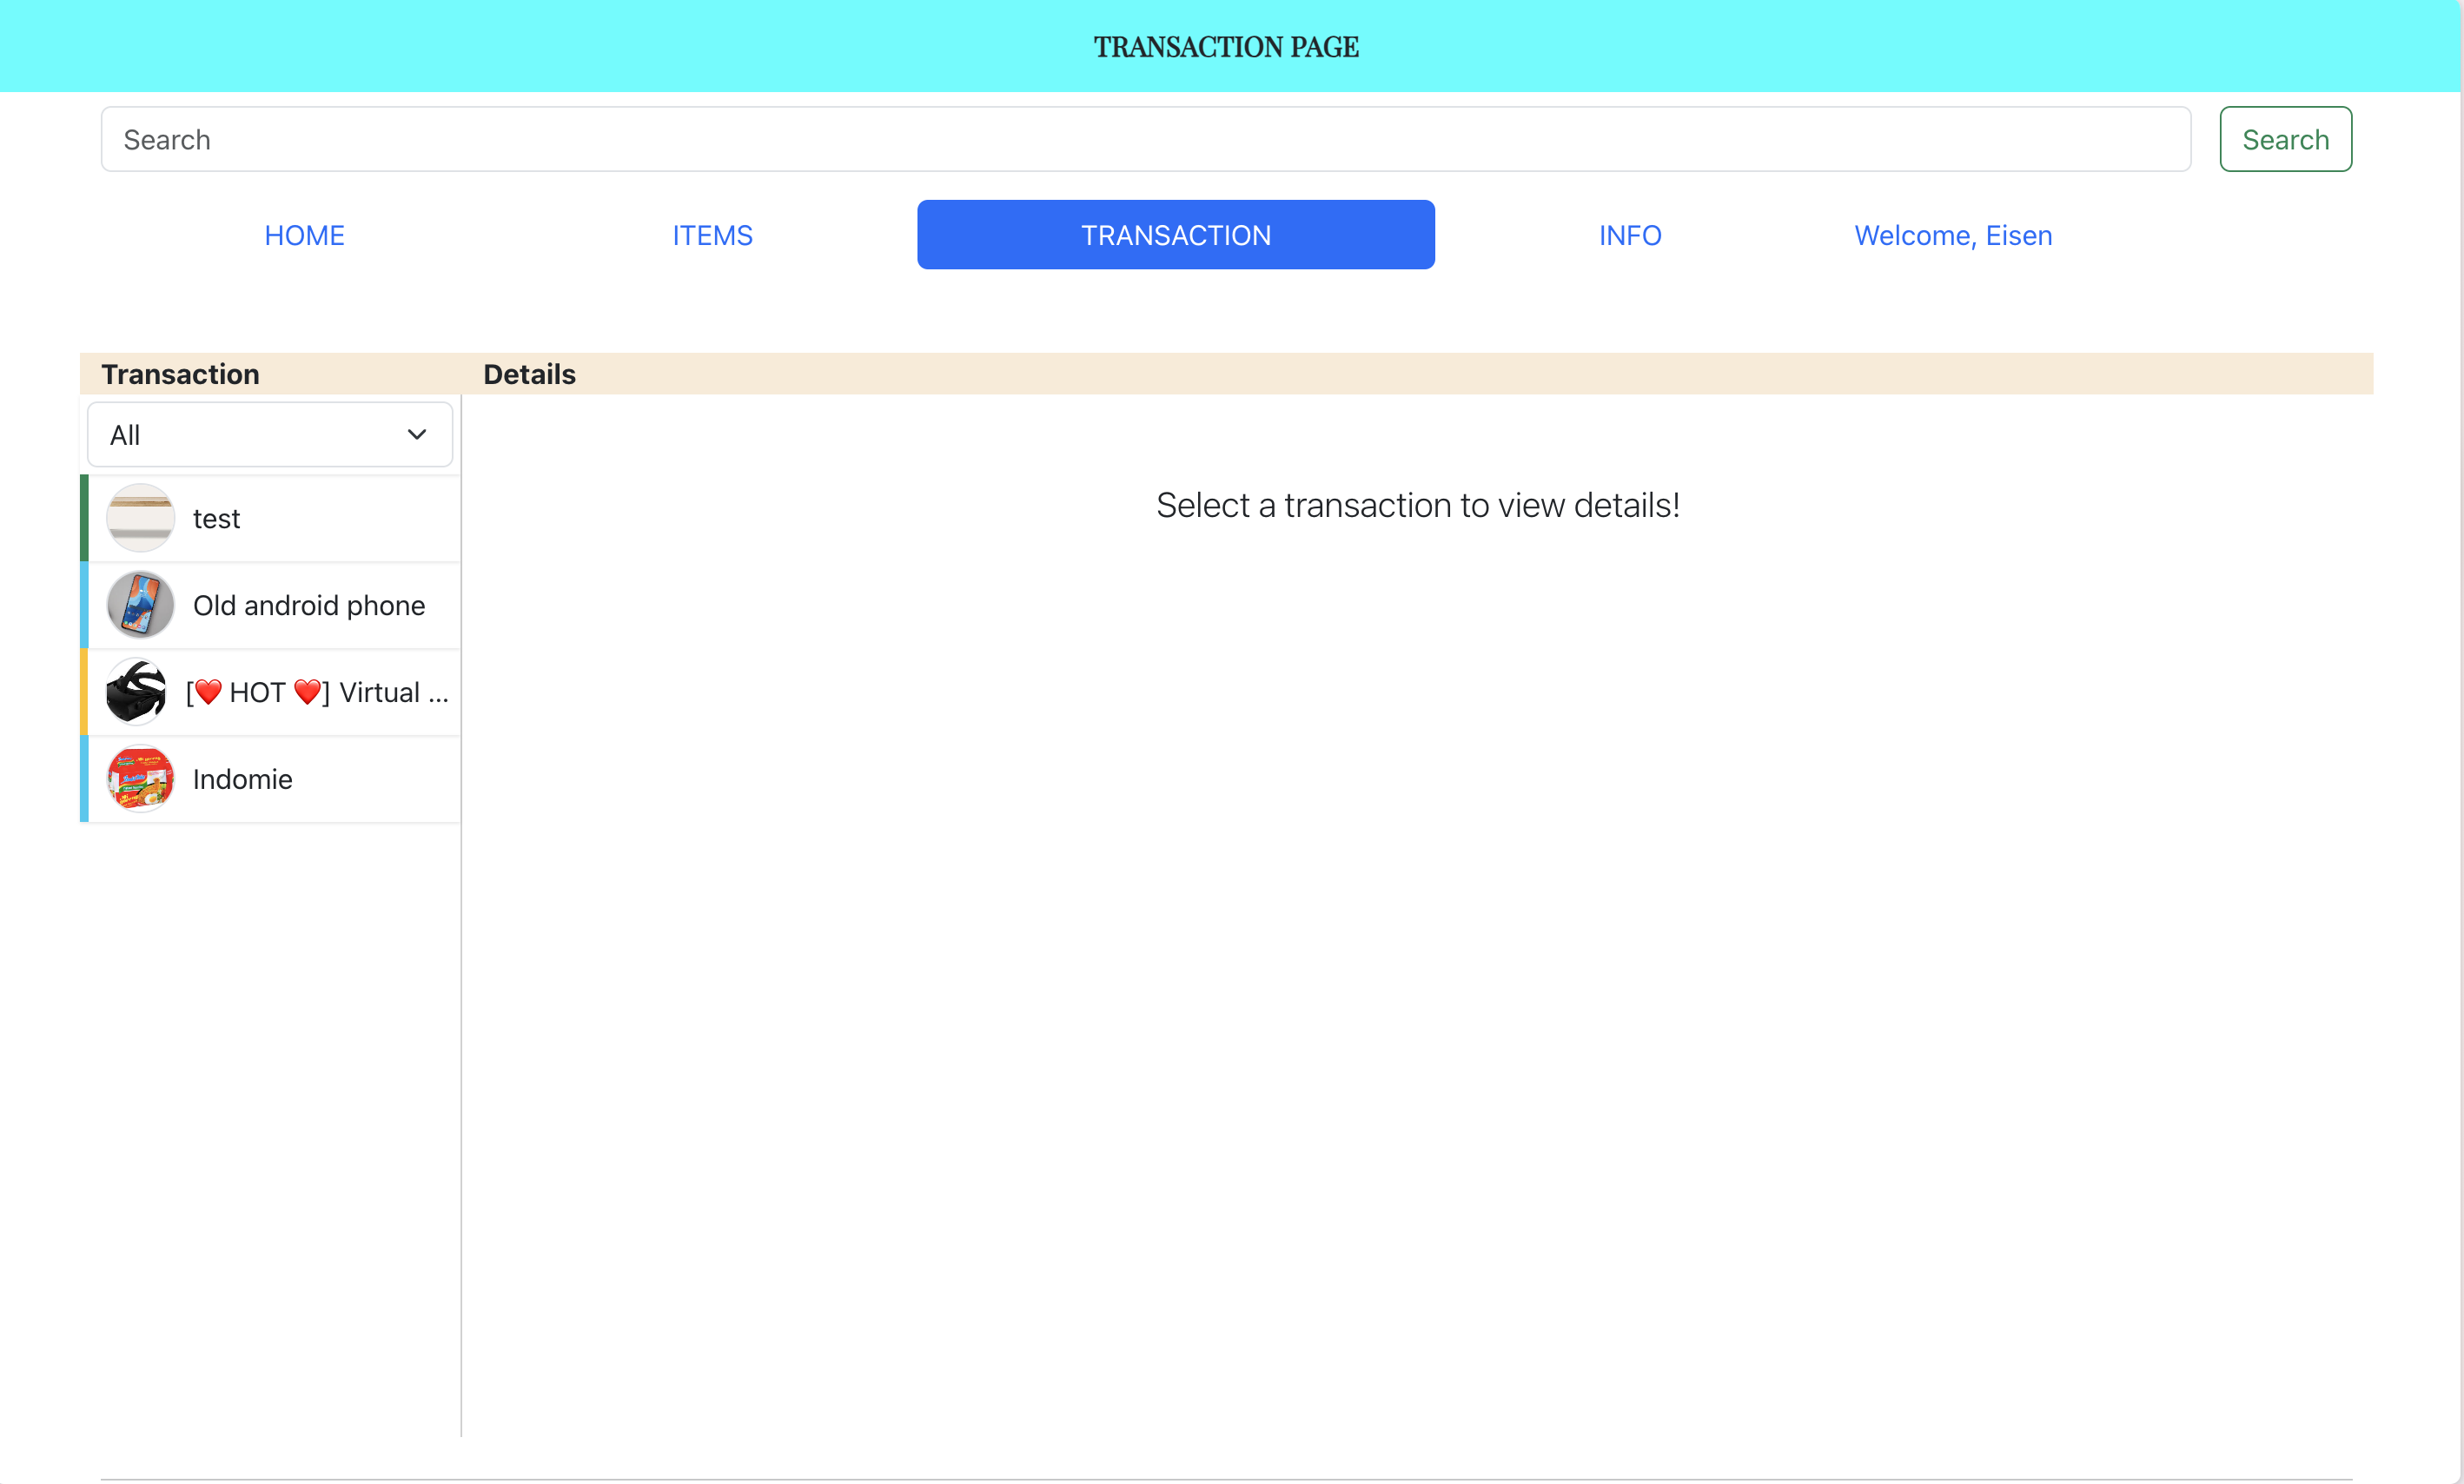 TRANSACTION PAGE
Search Search
HOME ITEMS TRANSACTION INFO Welcome, Eisen
Transaction Details
All
Select a transaction to view details!
test
Old android phone
[❤️ HOT ❤️] Virtual ...
Indomie